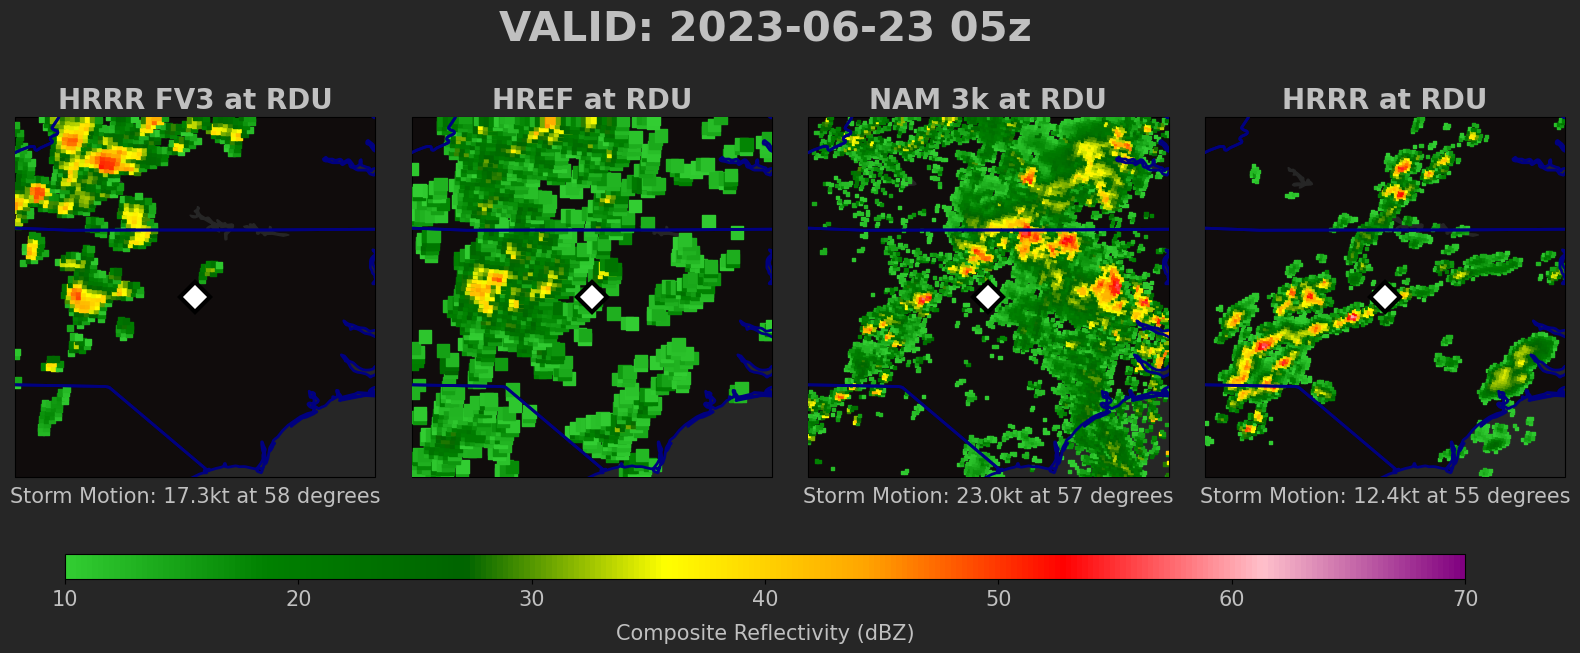 VALID: 2023-06-23 05z
HRRR FV3 at RDU
HREF at RDU
NAM 3k at RDU
HRRR at RDU
Storm Motion: 17.3kt at 58 degrees
Storm Motion: 23.0kt at 57 degrees
Storm Motion: 12.4kt at 55 degrees
10 20 30 40 50 60 70
Composite Reflectivity (dBZ)